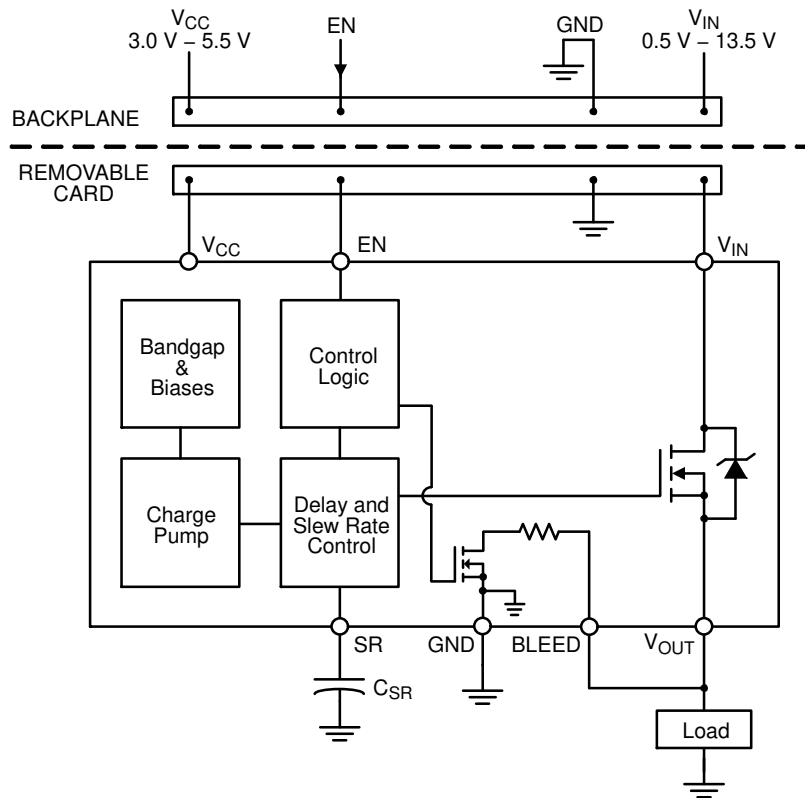 VCC
3.0 V – 5.5 V
EN
GND
VIN
0.5 V – 13.5 V
BACKPLANE
REMOVABLE
CARD
VCC
EN
VIN
Bandgap
&
Biases
Control
Logic
Charge
Pump
Delay and
Slew Rate
Control
SR
GND
BLEED
VOUT
CSR
Load